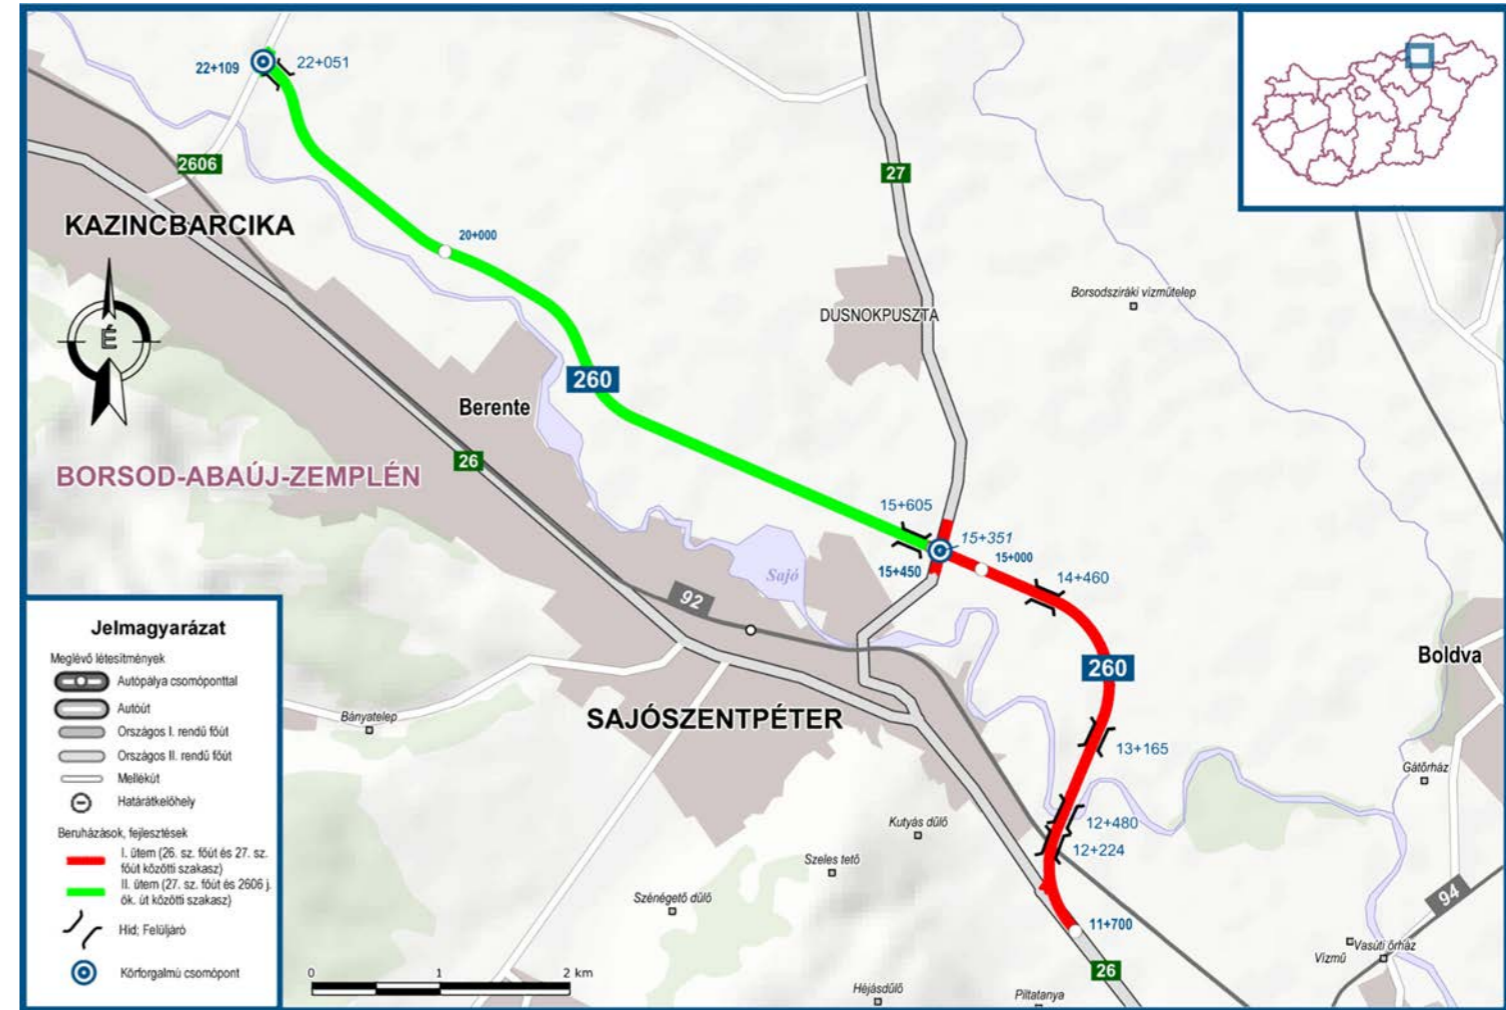 22+109
22+051
2606
27
KAZINCBARCIKA
20+000
Borsodsziráki vízműtelep
DUSNOKPUSZTA
É
260
Berente
26
BORSOD-ABAÚJ-ZEMPLÉN
15+605
15+351
15+450
15+000
Sajó
14+460
92
260
Boldva
Bányatelep
SAJÓSZENTPÉTER
13+165
Gátőrház
Kutyás dűlő
12+480
12+224
Szeles tető
Szénégető dűlő
94
11+700
Vasúti őrház
Vízmű
26
Héjásdűlő
Piltatanya
Jelmagyarázat
Meglévő létesítmények
Autópálya csomóponttal
Autóút
Országos I. rendű főút
Országos II. rendű főút
Mellékút
Határátkelőhely
Beruházások, fejlesztések
I. ütem (26. sz. főút és 27. sz.
főút közötti szakasz)
II. ütem (27. sz. főút és 2606 j.
ök. út közötti szakasz)
Híd; Felüljáró
Körforgalmú csomópont
0 1 2 km